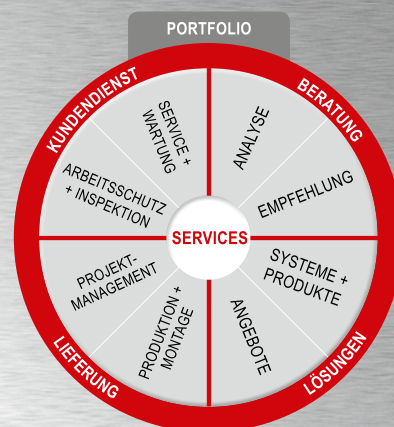 PORTFOLIO
KUNDENDIENST
BERATUNG
SERVICE +
WARTUNG
ANALYSE
ARBEITSSCHUTZ
+ INSPEKTION
EMPFEHLUNG
SERVICES
PROJEKT-
MANAGEMENT
SYSTEME +
PRODUKTE
PRODUKTION +
MONTAGE
ANGEBOTE
LIEFERUNG
LÖSUNGEN